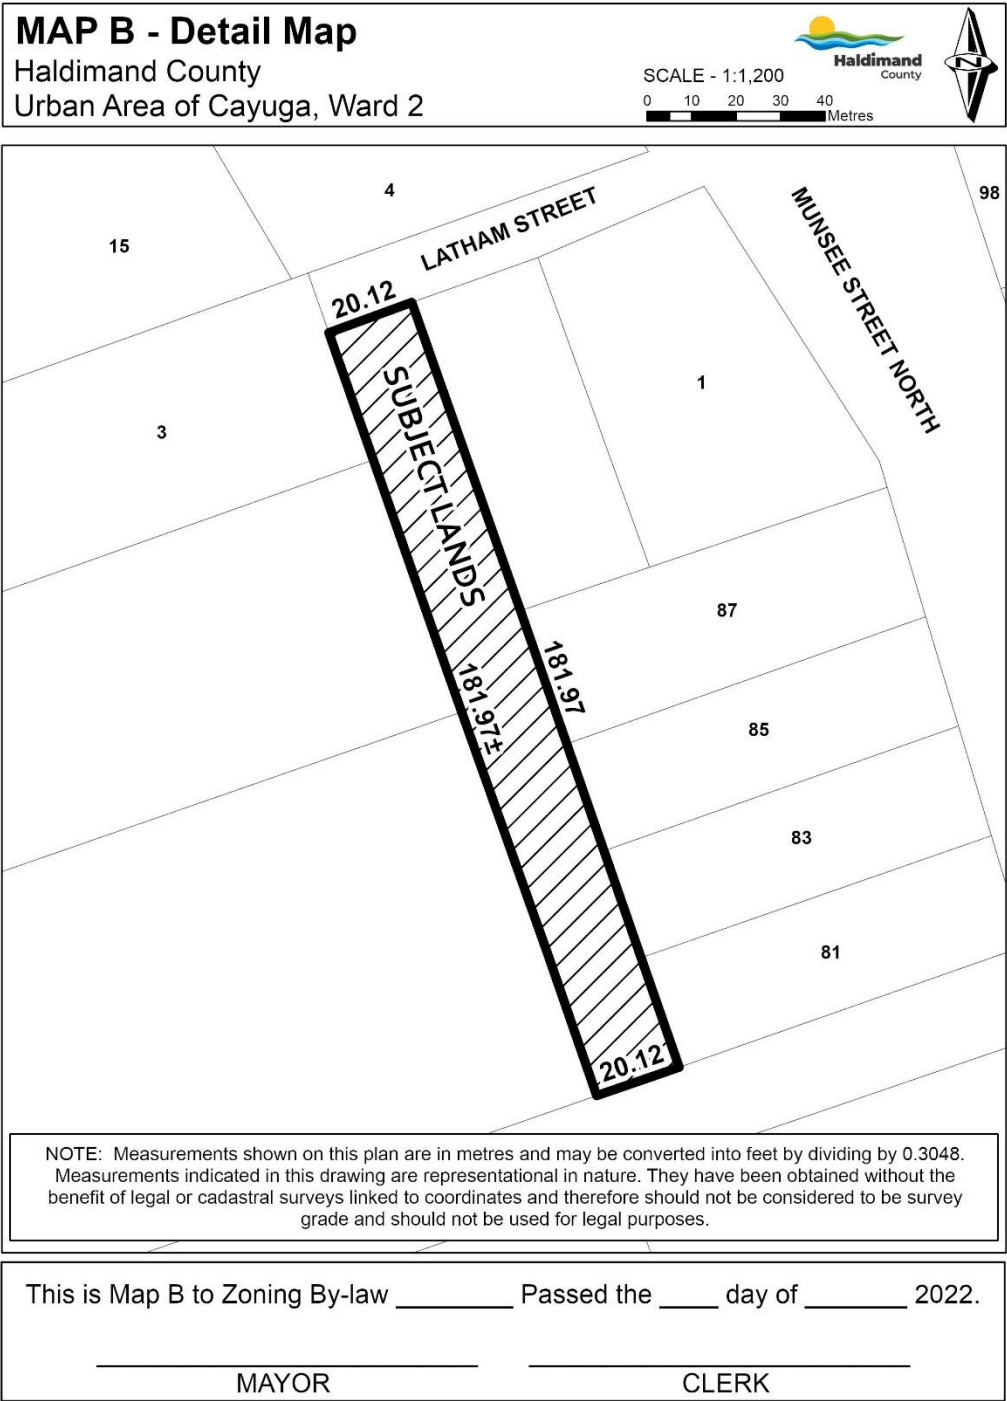 MAP B - Detail Map
Haldimand County
Urban Area of Cayuga, Ward 2
SCALE - 1:1,200
0 10 20 30 40
Metres
Haldimand
County
N
15
4
LATHAM STREET
MUNSEE STREET NORTH
98
20.12
3
SUBJECT LANDS
1
181.97±
181.97
87
85
83
81
20.12
NOTE: Measurements shown on this plan are in metres and may be converted into feet by dividing by 0.3048.
Measurements indicated in this drawing are representational in nature. They have been obtained without the
benefit of legal or cadastral surveys linked to coordinates and therefore should not be considered to be survey
grade and should not be used for legal purposes.
This is Map B to Zoning By-law ________ Passed the ____ day of _______ 2022.
MAYOR CLERK